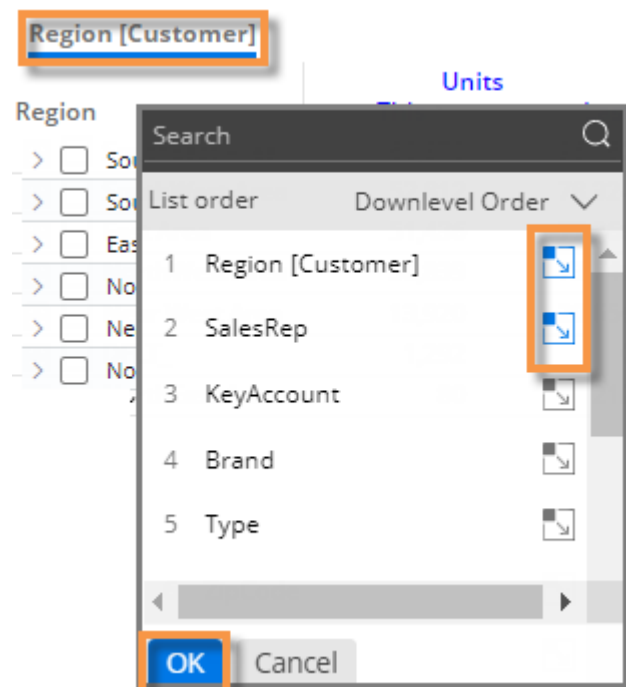 Region [Customer]
Units
Region
Search
List order Downlevel Order
1 Region [Customer]
2 SalesRep
3 KeyAccount
4 Brand
5 Type
OK Cancel